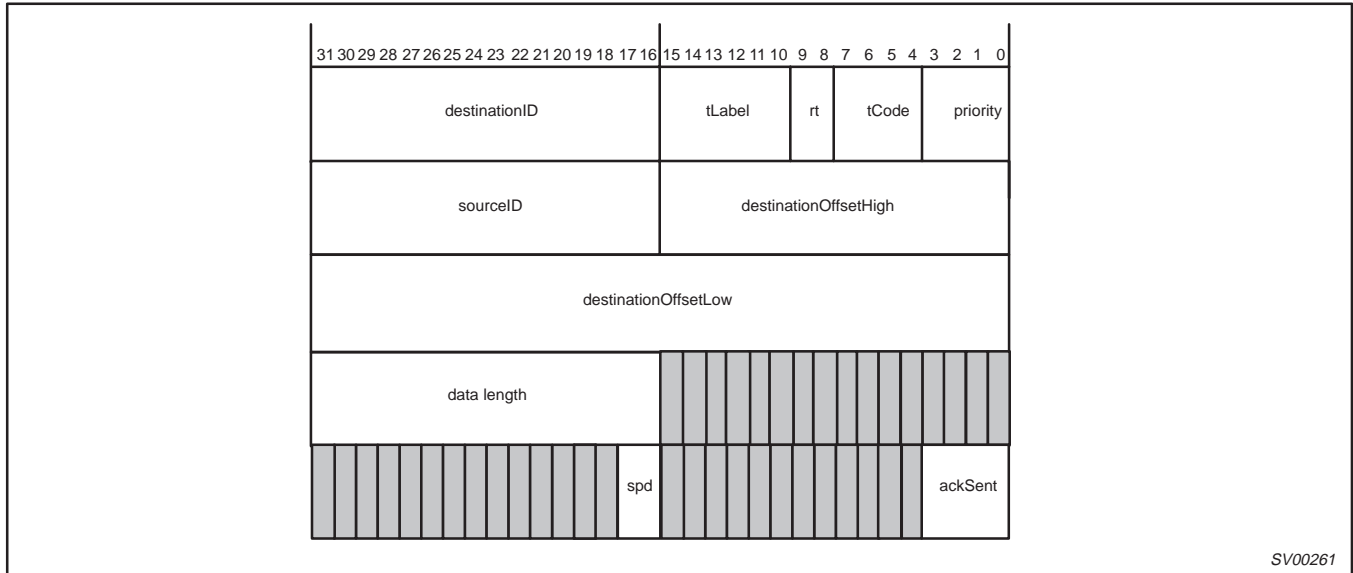 31 30 29 28 27 26 25 24 23 22 21 20 19 18 17 16 15 14 13 12 11 10 9 8 7 6 5 4 3 2 1 0
destinationID tLabel rt tCode priority
sourceID destinationOffsetHigh
destinationOffsetLow
data length
spd ackSent
SV00261